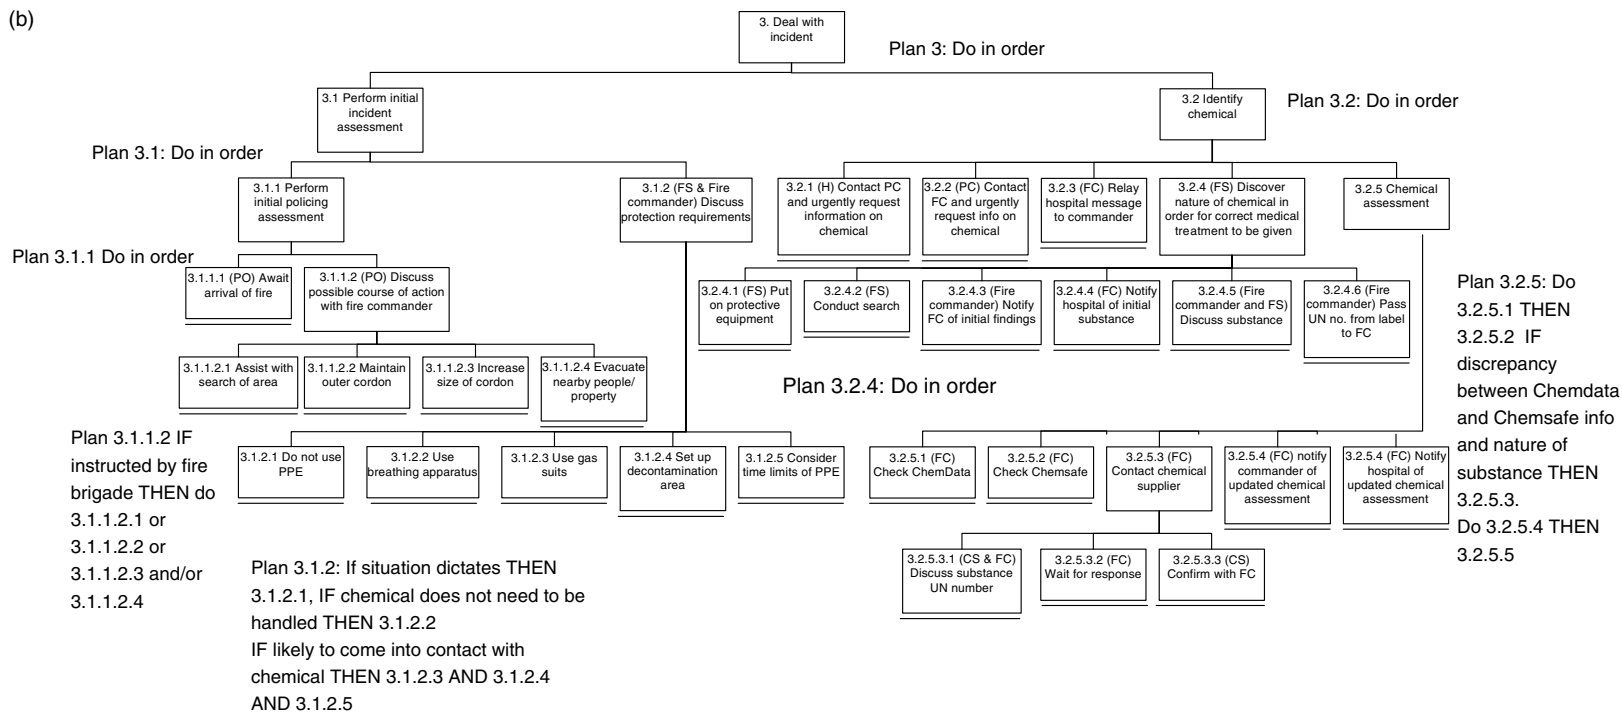 (b)
3. Deal with
incident
Plan 3: Do in order
3.1 Perform initial
incident
assessment
3.2 Identify
chemical
Plan 3.2: Do in order
Plan 3.1: Do in order
3.1.1 Perform
initial policing
assessment
3.1.2 (FS & Fire
commander) Discuss
protection requirements
3.2.1 (H) Contact PC
and urgently request
information on
chemical
3.2.2 (PC) Contact
FC and urgently
request info on
chemical
3.2.3 (FC) Relay
hospital message
to commander
3.2.4 (FS) Discover
nature of chemical in
order for correct medical
treatment to be given
3.2.5 Chemical
assessment
Plan 3.1.1 Do in order
3.1.1.1 (PO) Await
arrival of fire
3.1.1.2 (PO) Discuss
possible course of action
with fire commander
3.2.4.1 (FS) Put
on protective
equipment
3.2.4.2 (FS)
Conduct search
3.2.4.3 (Fire
commander) Notify
FC of initial findings
3.2.4.4 (FC) Notify
hospital of initial
substance
3.2.4.5 (Fire
commander and FS)
Discuss substance
3.2.4.6 (Fire
commander) Pass
UN no. from label
to FC
Plan 3.2.5: Do
3.2.5.1 THEN
3.2.5.2 IF
discrepancy
between Chemdata
and Chemsafe info
and nature of
substance THEN
3.2.5.3.
Do 3.2.5.4 THEN
3.2.5.5
3.1.1.2.1 Assist with
search of area
3.1.1.2.2 Maintain
outer cordon
3.1.1.2.3 Increase
size of cordon
3.1.1.2.4 Evacuate
nearby people/
property
Plan 3.2.4: Do in order
Plan 3.1.1.2 IF
instructed by fire
brigade THEN do
3.1.1.2.1 or
3.1.1.2.2 or
3.1.1.2.3 and/or
3.1.1.2.4
3.1.2.1 Do not use
PPE
3.1.2.2 Use
breathing apparatus
3.1.2.3 Use gas
suits
3.1.2.4 Set up
decontamination
area
3.1.2.5 Consider
time limits of PPE
3.2.5.1 (FC)
Check ChemData
3.2.5.2 (FC)
Check Chemsafe
3.2.5.3 (FC)
Contact chemical
supplier
3.2.5.4 (FC) notify
commander of
updated chemical
assessment
3.2.5.4 (FC) Notify
hospital of
updated chemical
assessment
3.2.5.3.1 (CS & FC)
Discuss substance
UN number
3.2.5.3.2 (FC)
Wait for response
3.2.5.3.3 (CS)
Confirm with FC
Plan 3.1.2: If situation dictates THEN
3.1.2.1, IF chemical does not need to be
handled THEN 3.1.2.2
IF likely to come into contact with
chemical THEN 3.1.2.3 AND 3.1.2.4
AND 3.1.2.5